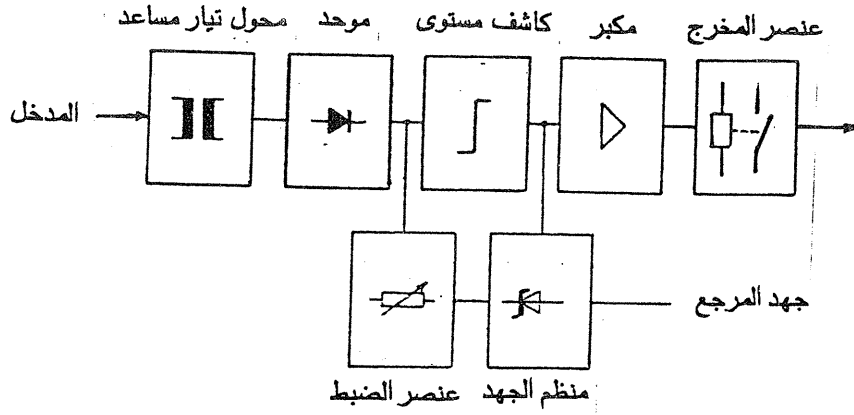 عنصر المخرج
مكبر
كاشف مستوى
موحد
محول تيار مساعد
المدخل
جهد المرجع
منظم الجهد
عنصر الضبط